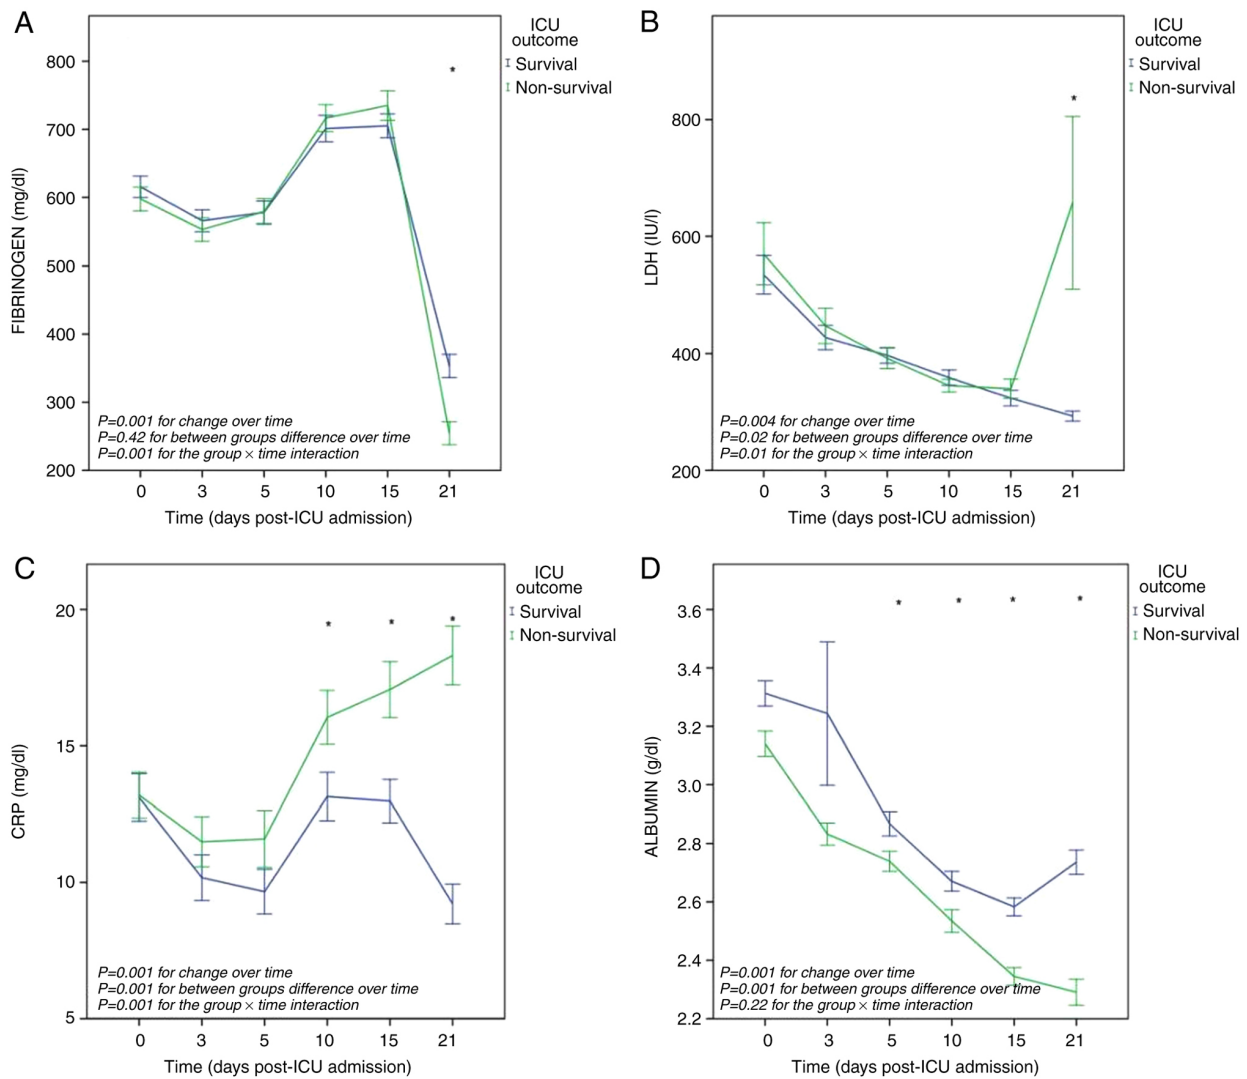 A
ICU
outcome
Survival
Non-survival
*
FIBRINOGEN (mg/dl)
800
700
600
500
400
300
200
P=0.001 for change over time
P=0.42 for between groups difference over time
P=0.001 for the group × time interaction
0 3 5 10 15 21
Time (days post-ICU admission)
B
ICU
outcome
Survival
Non-survival
*
LDH (IU/l)
800
600
400
200
P=0.004 for change over time
P=0.02 for between groups difference over time
P=0.01 for the group × time interaction
0 3 5 10 15 21
Time (days post-ICU admission)
C
ICU
outcome
Survival
Non-survival
* * *
CRP (mg/dl)
20
15
10
5
P=0.001 for change over time
P=0.001 for between groups difference over time
P=0.001 for the group × time interaction
0 3 5 10 15 21
Time (days post-ICU admission)
D
ICU
outcome
Survival
Non-survival
* * * *
ALBUMIN (g/dl)
3.6
3.4
3.2
3.0
2.8
2.6
2.4
2.2
P=0.001 for change over time
P=0.001 for between groups difference over time
P=0.22 for the group × time interaction
0 3 5 10 15 21
Time (days post-ICU admission)